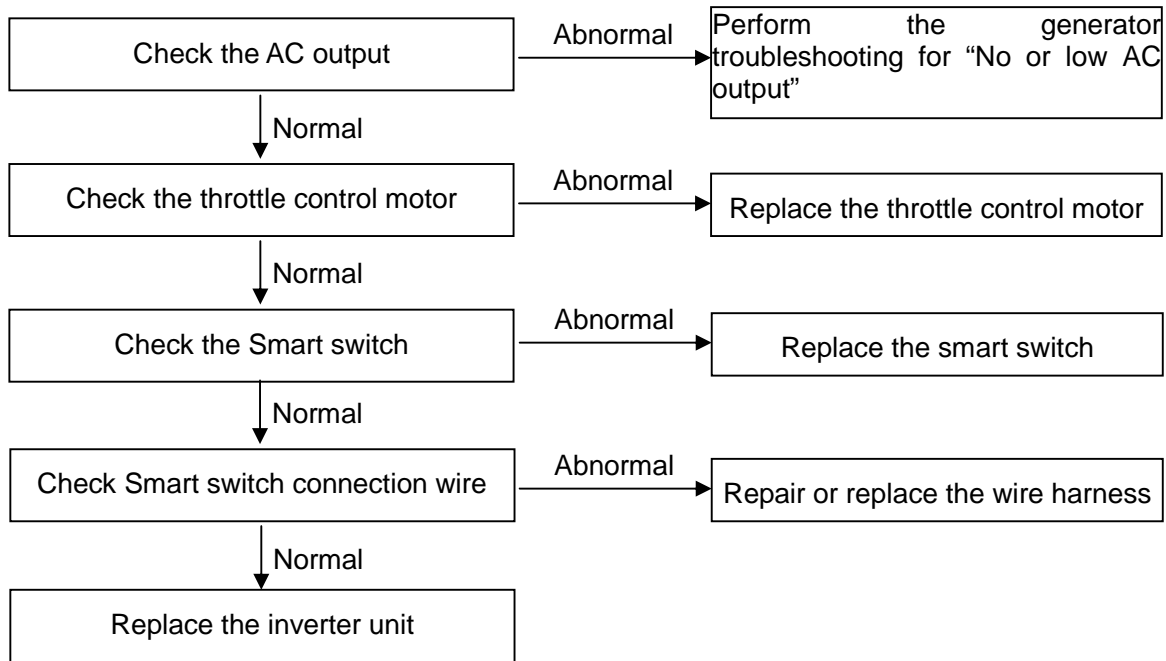 Check the AC output
Abnormal
Perform the generator
troubleshooting for “No or low AC
output”
Normal
Check the throttle control motor
Abnormal
Replace the throttle control motor
Normal
Check the Smart switch
Abnormal
Replace the smart switch
Normal
Check Smart switch connection wire
Abnormal
Repair or replace the wire harness
Normal
Replace the inverter unit